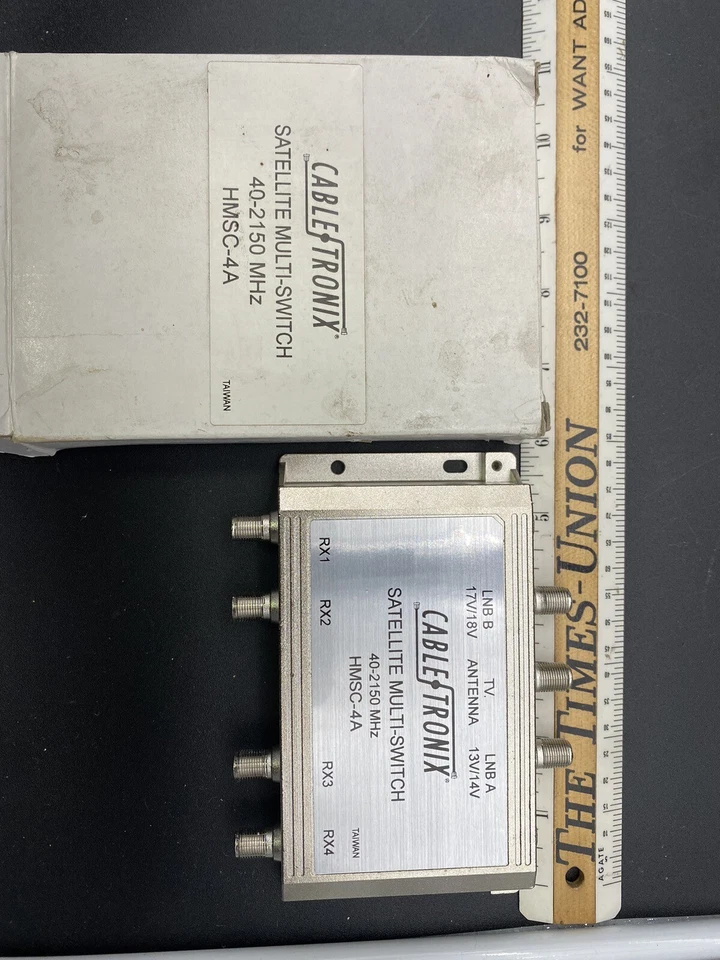 CABLETRONIX®
SATELLITE MULTI-SWITCH
40-2150 MHz
HMSC-4A
TAIWAN
LNB B TV. LNB A
17V/18V ANTENNA 13V/14V
CABLETRONIX®
SATELLITE MULTI-SWITCH
40-2150 MHz
HMSC-4A
TAIWAN
RX1 RX2 RX3 RX4
THE TIMES-UNION 232-7100 for WANT AD
AGATE